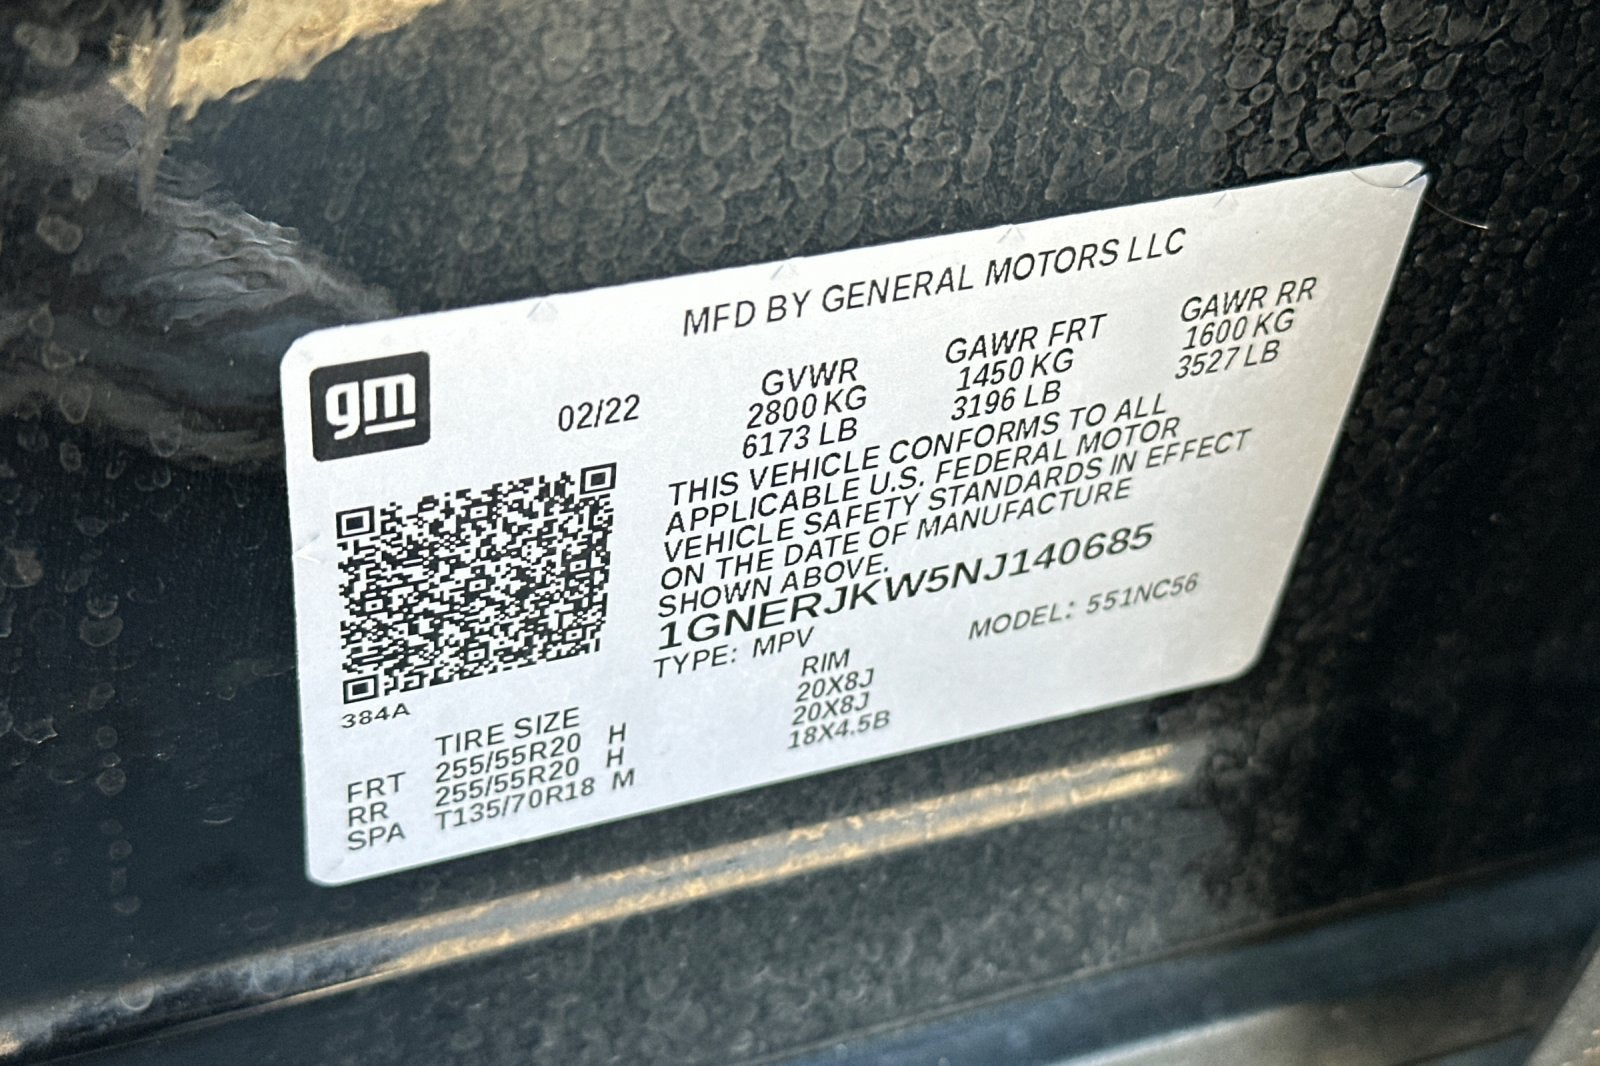 MFD BY GENERAL MOTORS LLC
gm
02/22
GVWR
2800 KG
6173 LB
GAWR FRT
1450 KG
3196 LB
GAWR RR
1600 KG
3527 LB
THIS VEHICLE CONFORMS TO ALL
APPLICABLE U.S. FEDERAL MOTOR
VEHICLE SAFETY STANDARDS IN EFFECT
ON THE DATE OF MANUFACTURE
SHOWN ABOVE.
1GNERJKW5NJ140685
TYPE: MPV
MODEL: 551NC56
384A
TIRE SIZE RIM
FRT 255/55R20 H 20X8J
RR 255/55R20 H 20X8J
SPA T135/70R18 M 18X4.5B